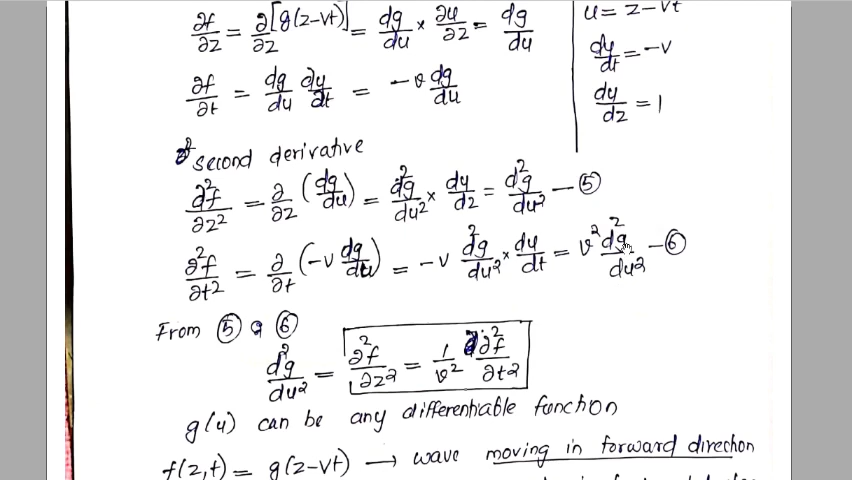 ∂f/∂z = ∂/∂z [g(z-vt)] = dg/du × ∂u/∂z = dg/du
u = z-vt
du/dt = -v
∂f/∂t = dg/du du/∂t = -v dg/du
du/dz = 1
second derivative
∂²f/∂z² = ∂/∂z (dg/du) = d²g/du² × du/dz = d²g/du² — ⑤
∂²f/∂t² = ∂/∂t (-v dg/du) = -v d²g/du² × du/dt = v² d²g/du² — ⑥
From ⑤ & ⑥
d²g/du² = ∂²f/∂z² = 1/v² ∂²f/∂t²
g(u) can be any differentiable function
f(z,t) = g(z-vt) → wave moving in forward direction